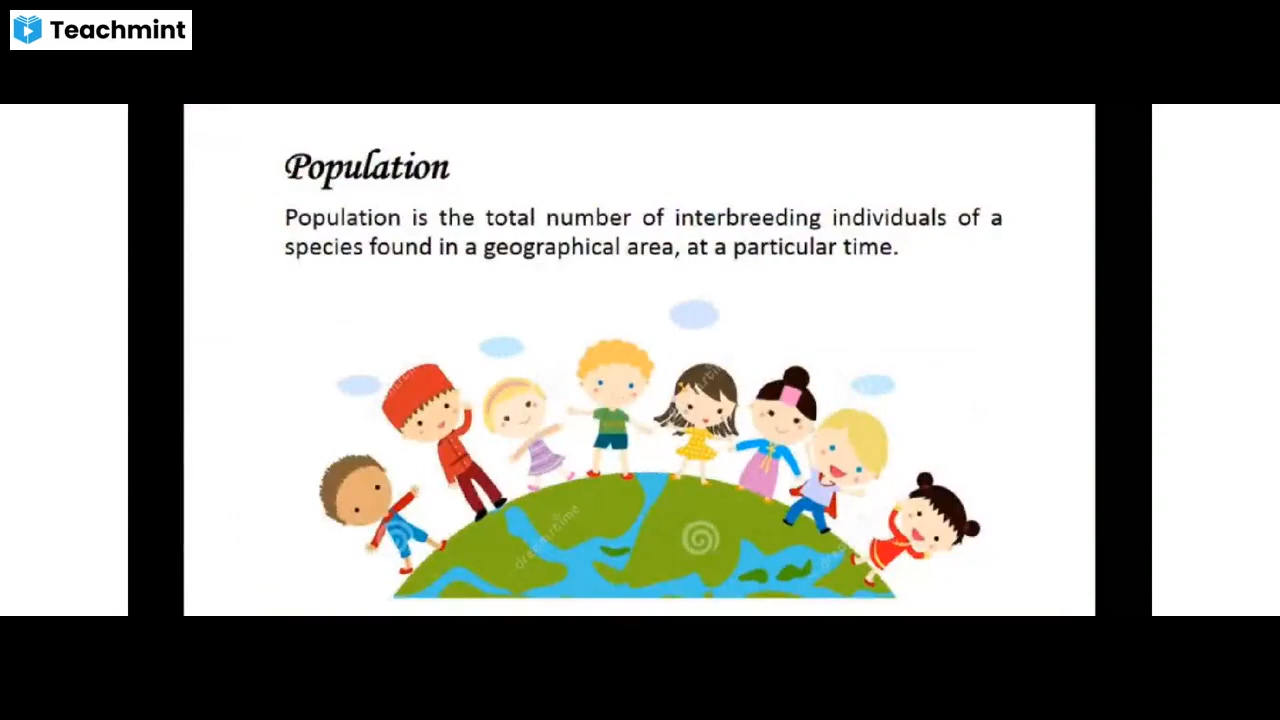 Teachmint
Population
Population is the total number of interbreeding individuals of a
species found in a geographical area, at a particular time.